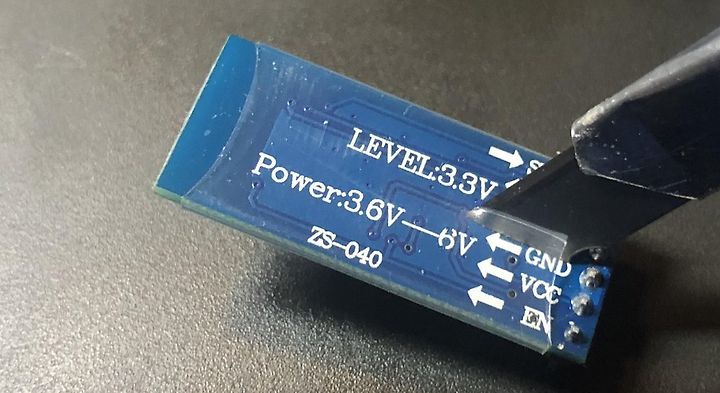 LEVEL:3.3V
Power:3.6V—6V
ZS-040
GND
VCC
EN